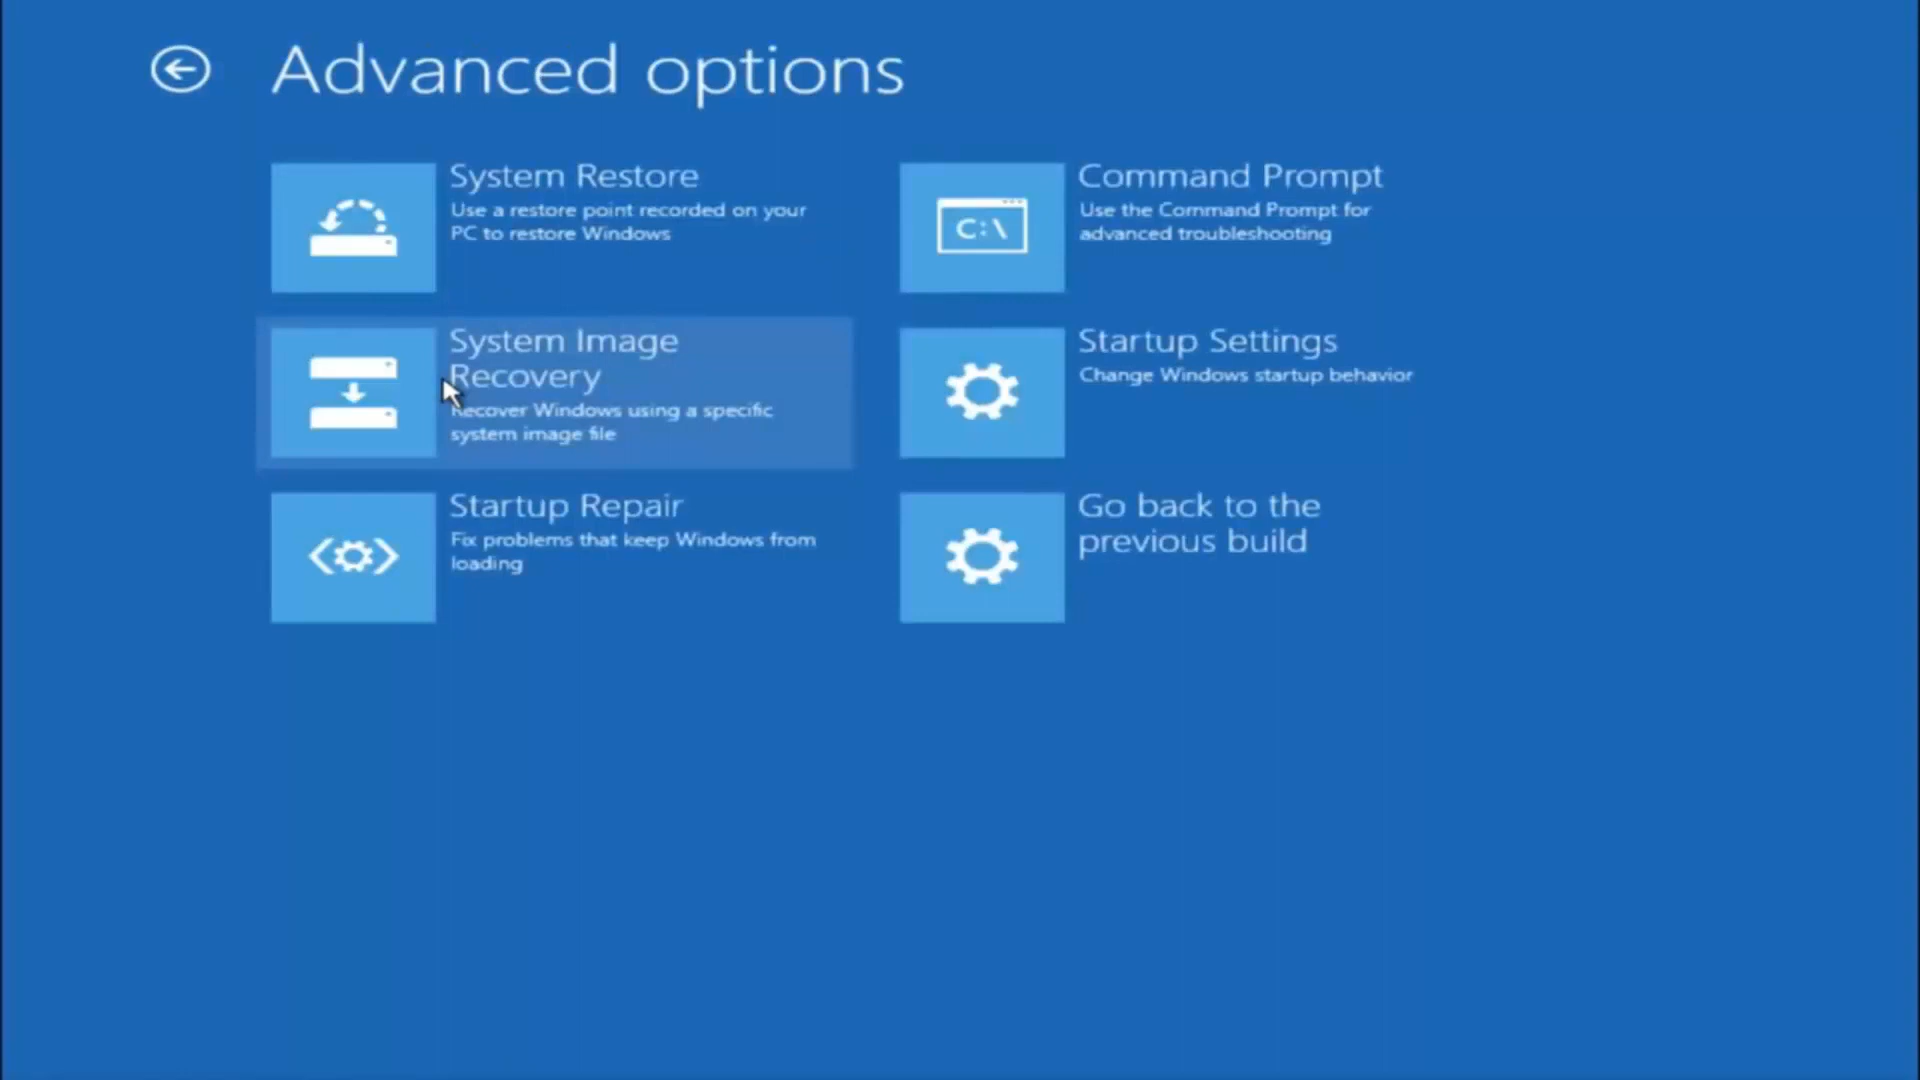 Advanced options
System Restore
Use a restore point recorded on your
PC to restore Windows
Command Prompt
Use the Command Prompt for
advanced troubleshooting
C:\
System Image
Recovery
Recover Windows using a specific
system image file
Startup Settings
Change Windows startup behavior
Startup Repair
Fix problems that keep Windows from
loading
Go back to the
previous build